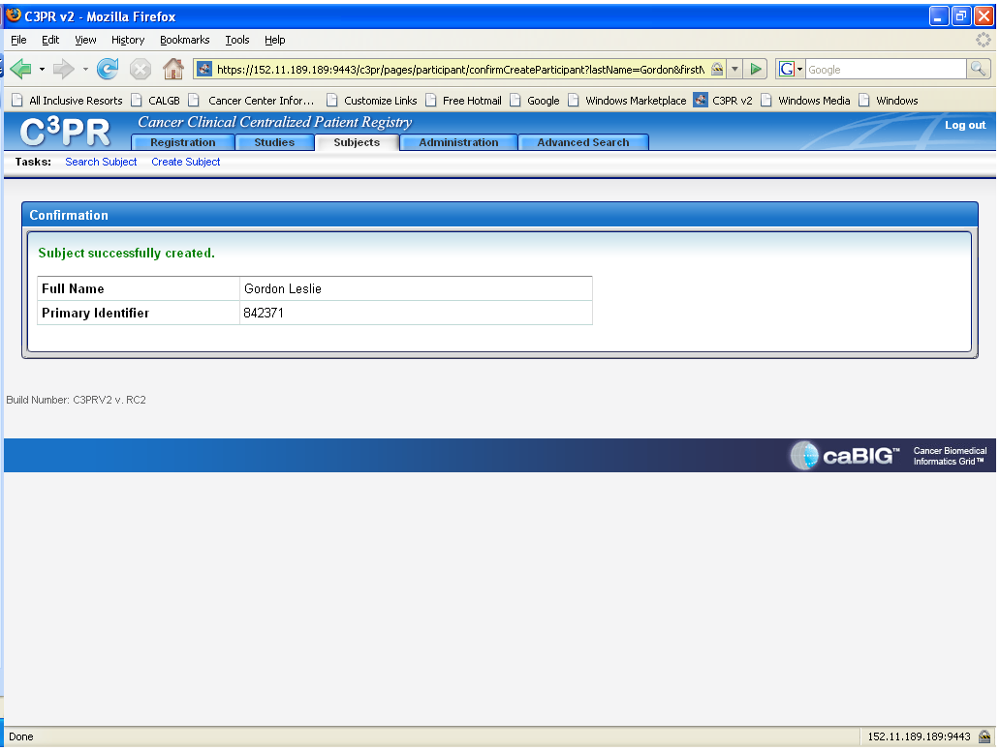 C3PR v2 - Mozilla Firefox
File Edit View History Bookmarks Tools Help
https://152.11.189.189:9443/c3pr/pages/participant/confirmCreateParticipant?lastName=Gordon&first G Google
All Inclusive Resorts CALGB Cancer Center Infor... Customize Links Free Hotmail Google Windows Marketplace C3PR v2 Windows Media Windows
C3PR Cancer Clinical Centralized Patient Registry Log out
Registration Studies Subjects Administration Advanced Search
Tasks: Search Subject Create Subject
Confirmation
Subject successfully created.
Full Name Gordon Leslie
Primary Identifier 842371
Build Number: C3PRV2 v. RC2
caBIG™ Cancer Biomedical
Informatics Grid™
Done 152.11.189.189:9443